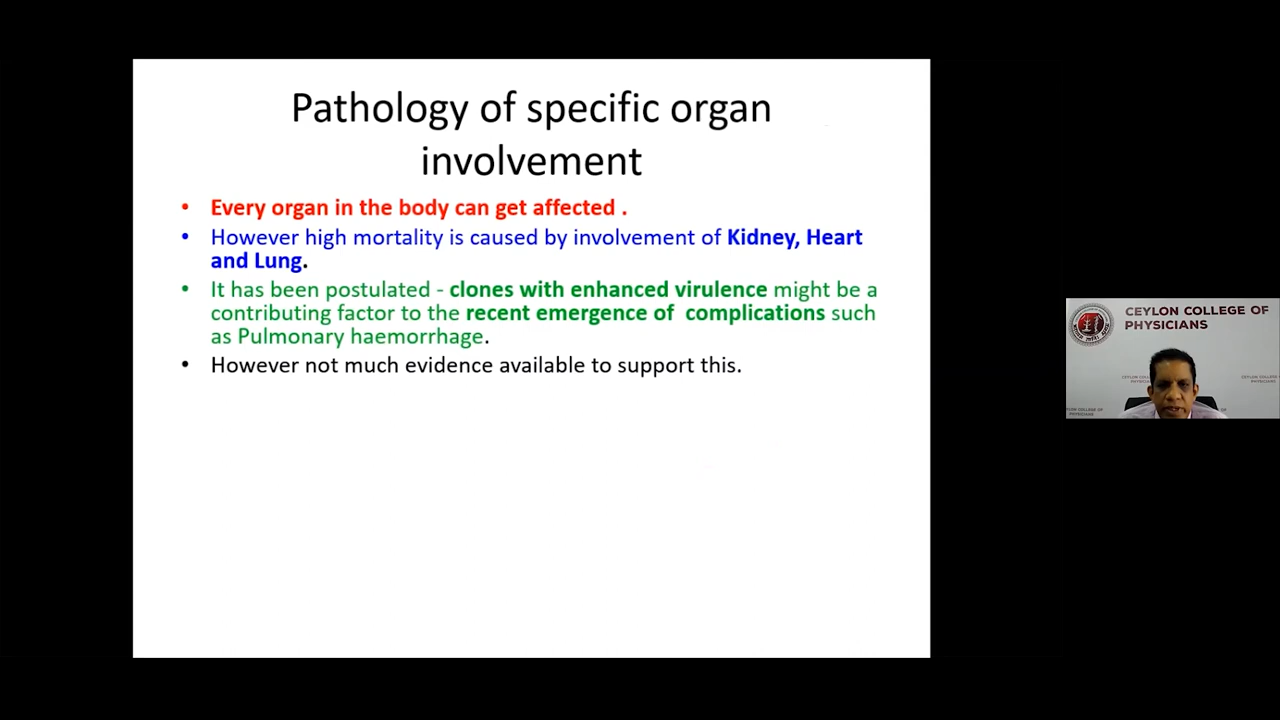 Pathology of specific organ
involvement
• Every organ in the body can get affected .
• However high mortality is caused by involvement of Kidney, Heart
and Lung.
• It has been postulated - clones with enhanced virulence might be a
contributing factor to the recent emergence of complications such
as Pulmonary haemorrhage.
• However not much evidence available to support this.
CEYLON COLLEGE OF
PHYSICIANS